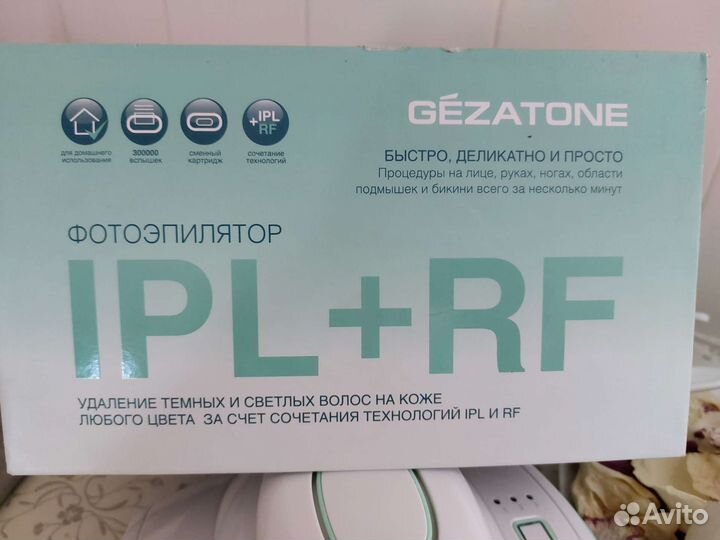 +IPL
RF
для домашнего
использования
300000
вспышек
сменный
картридж
сочетание
технологий
GÉZATONE
БЫСТРО, ДЕЛИКАТНО И ПРОСТО
Процедуры на лице, руках, ногах, области
подмышек и бикини всего за несколько минут
ФОТОЭПИЛЯТОР
IPL+RF
УДАЛЕНИЕ ТЕМНЫХ И СВЕТЛЫХ ВОЛОС НА КОЖЕ
ЛЮБОГО ЦВЕТА ЗА СЧЕТ СОЧЕТАНИЯ ТЕХНОЛОГИЙ IPL И RF
Avito